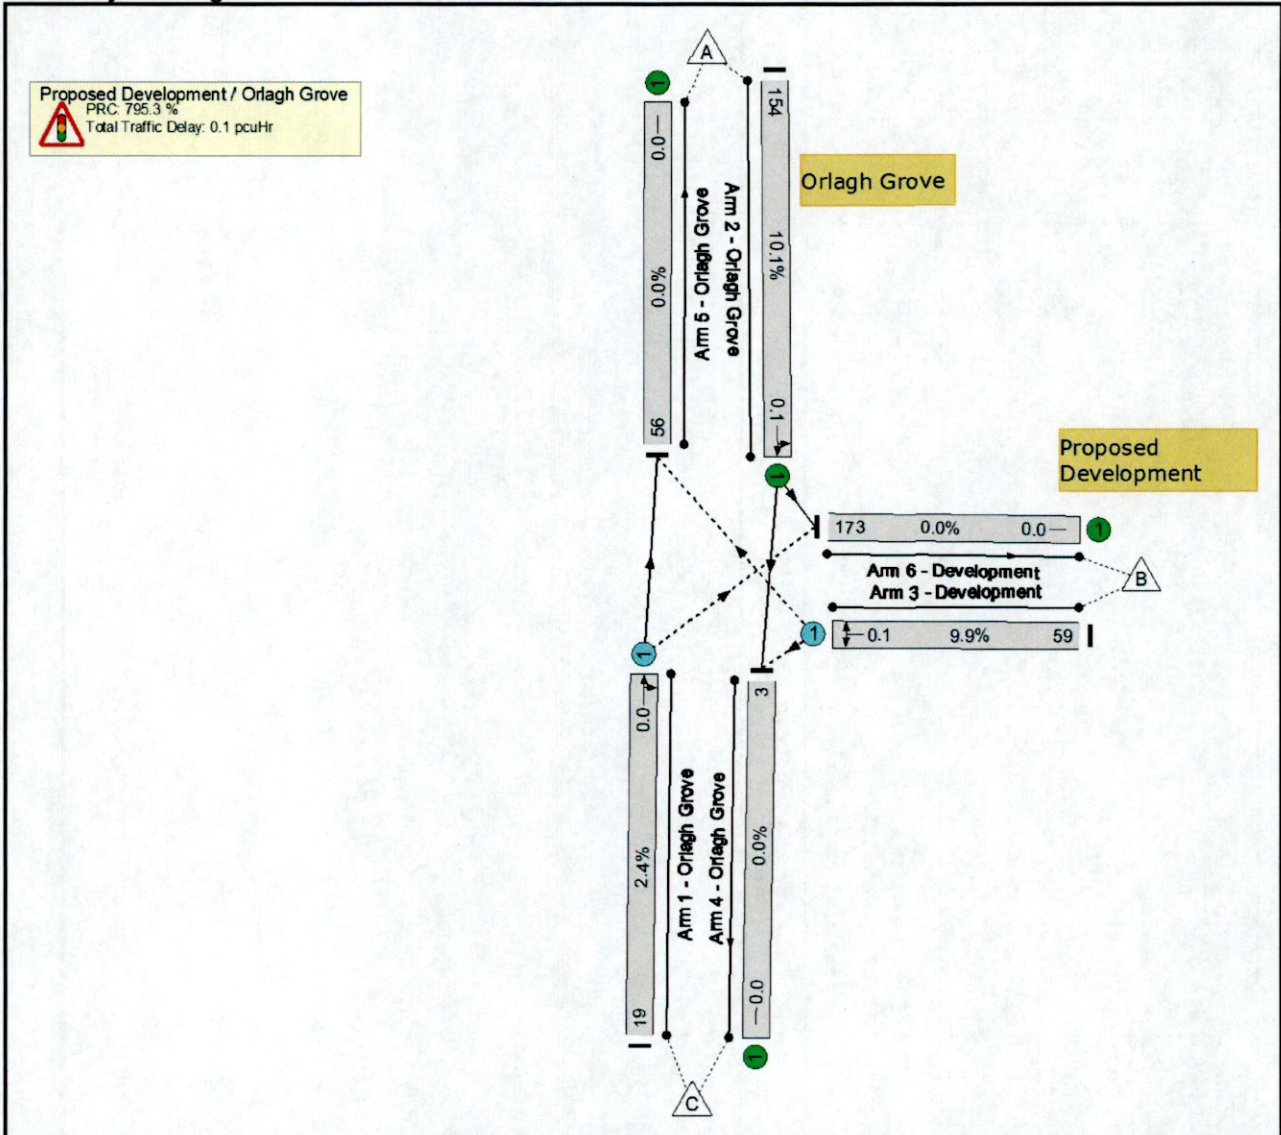 Proposed Development / Orlagh Grove
PRC: 795.3 %
Total Traffic Delay: 0.1 pcuHr
A
1
0.0
0.0%
56
Arm 5 - Orlagh Grove
Arm 2 - Orlagh Grove
154
10.1%
0.1
1
Orlagh Grove
Proposed
Development
173 0.0% 0.0 1
Arm 6 - Development
Arm 3 - Development
B
1 0.1 9.9% 59
1
0.0
2.4%
19
Arm 1 - Orlagh Grove
Arm 4 - Orlagh Grove
3
0.0%
0.0
1
C